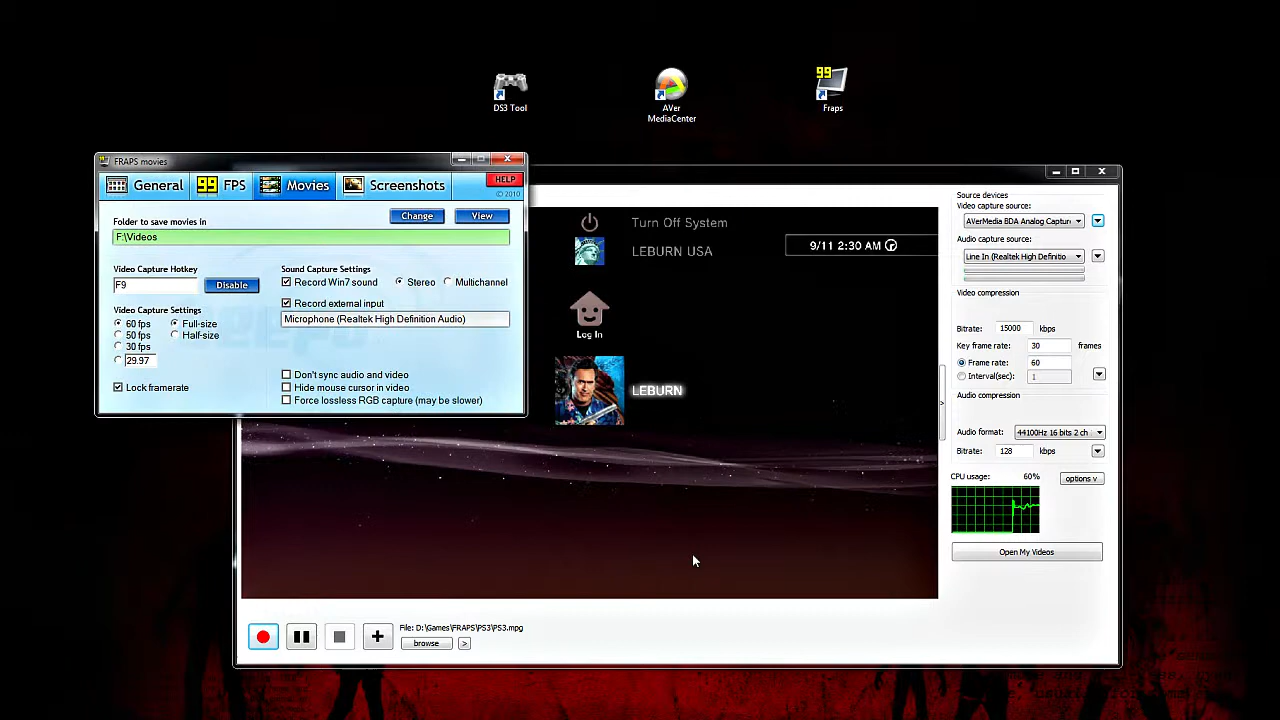 DS3 Tool
AVer
MediaCenter
99
Fraps
FRAPS movies
General
99 FPS
Movies
Screenshots
HELP
© 2010
Folder to save movies in
Change
View
F:\Videos
Video Capture Hotkey
F9
Disable
Video Capture Settings
60 fps
Full-size
50 fps
Half-size
30 fps
29.97
Lock framerate
Sound Capture Settings
Record Win7 sound
Stereo
Multichannel
Record external input
Microphone (Realtek High Definition Audio)
Don't sync audio and video
Hide mouse cursor in video
Force lossless RGB capture (may be slower)
Turn Off System
LEBURN USA
9/11 2:30 AM
Log In
LEBURN
Source devices
Video capture source:
AVerMedia BDA Analog Captur
Audio capture source:
Line In (Realtek High Definitio
Video compression
Bitrate: 15000 kbps
Key frame rate: 30 frames
Frame rate: 60
Interval(sec): 1
Audio compression
Audio format: 44100Hz 16 bits 2 ch
Bitrate: 128 kbps
CPU usage: 60%
options v
Open My Videos
File: D:\Games\FRAPS\PS3\PS3.mpg
browse >